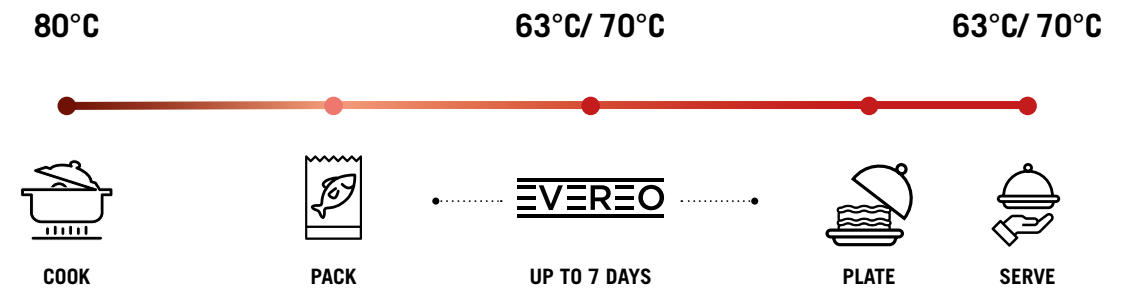 80°C
63°C/ 70°C
63°C/ 70°C
EVEREO
COOK
PACK
UP TO 7 DAYS
PLATE
SERVE